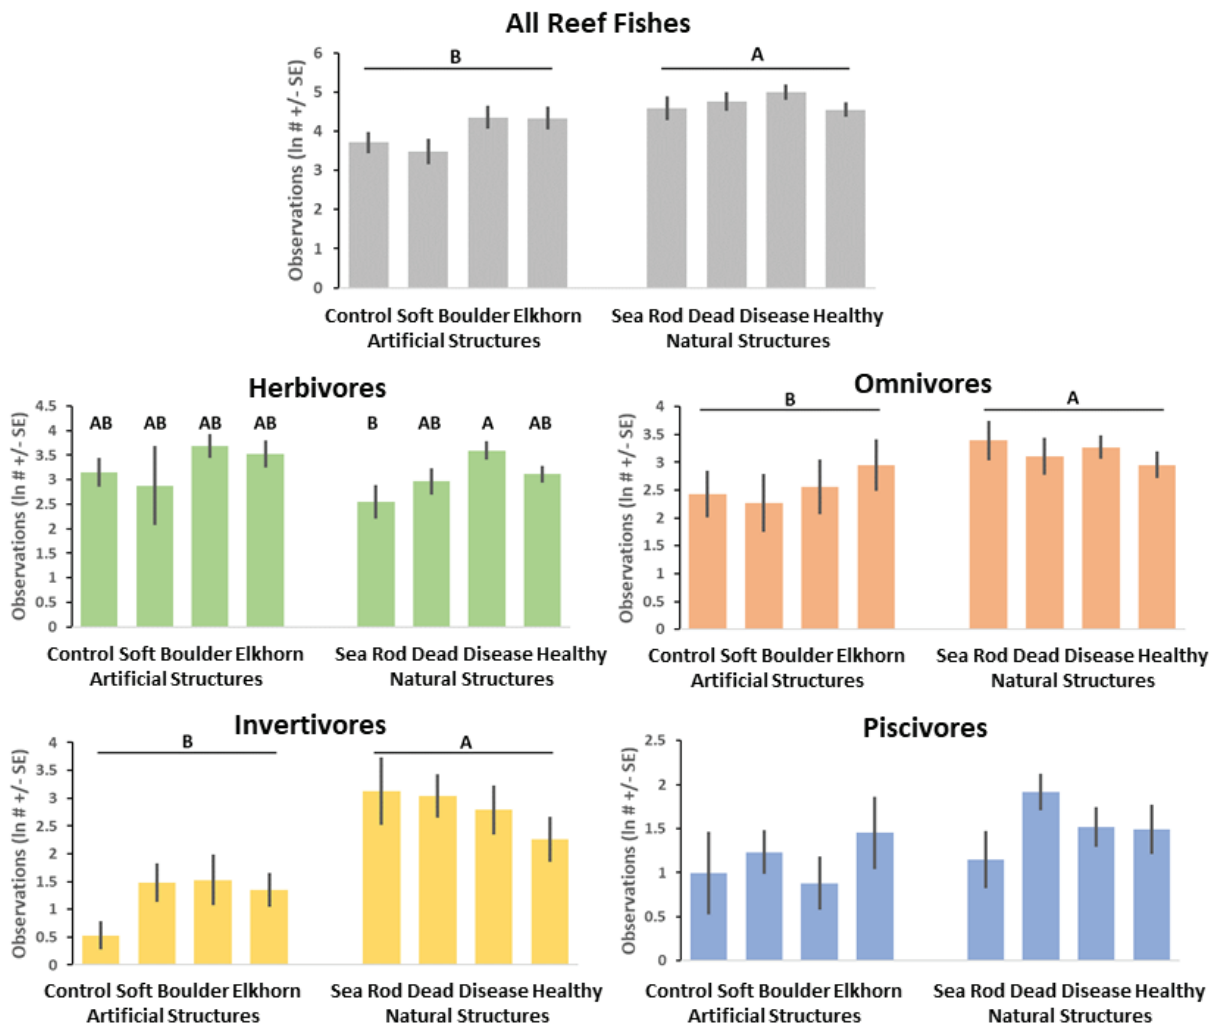 All Reef Fishes
Observations (ln # +/- SE)
6
5
4
3
2
1
0
B
A
Control Soft Boulder Elkhorn
Artificial Structures
Sea Rod Dead Disease Healthy
Natural Structures
Herbivores
Observations (ln # +/- SE)
4.5
4
3.5
3
2.5
2
1.5
1
0.5
0
AB AB AB AB B AB A AB
Control Soft Boulder Elkhorn
Artificial Structures
Sea Rod Dead Disease Healthy
Natural Structures
Omnivores
Observations (ln # +/- SE)
4
3.5
3
2.5
2
1.5
1
0.5
0
B
A
Control Soft Boulder Elkhorn
Artificial Structures
Sea Rod Dead Disease Healthy
Natural Structures
Invertivores
Observations (ln # +/- SE)
4
3.5
3
2.5
2
1.5
1
0.5
0
B
A
Control Soft Boulder Elkhorn
Artificial Structures
Sea Rod Dead Disease Healthy
Natural Structures
Piscivores
Observations (ln # +/- SE)
2.5
2
1.5
1
0.5
0
Control Soft Boulder Elkhorn
Artificial Structures
Sea Rod Dead Disease Healthy
Natural Structures